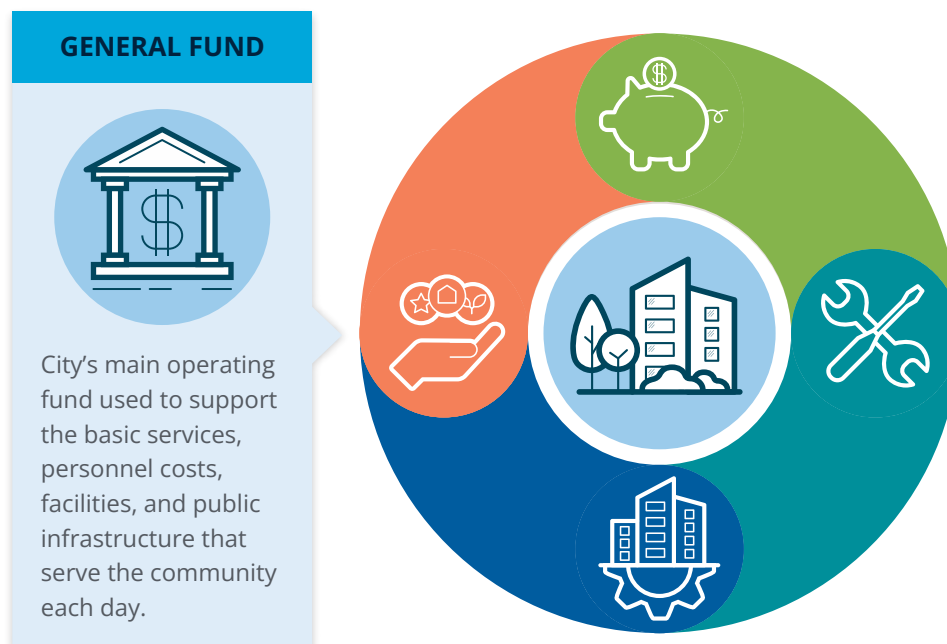 GENERAL FUND
$
City’s main operating
fund used to support
the basic services,
personnel costs,
facilities, and public
infrastructure that
serve the community
each day.
$